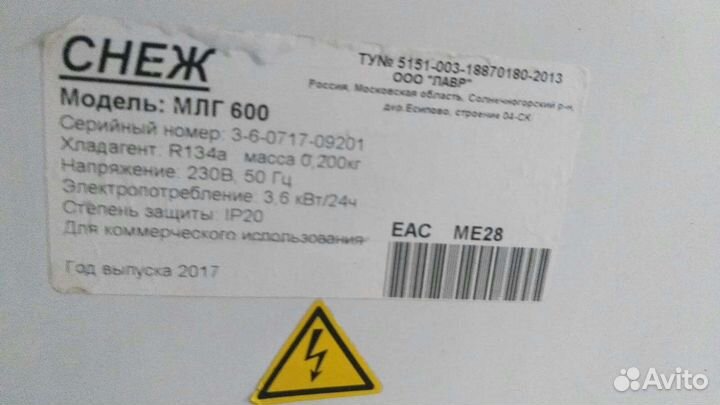 СНЕЖ
Модель: МЛГ 600
Серийный номер: 3-6-0717-09201
Хладагент: R134a масса 0,200кг
Напряжение: 230В, 50 Гц
Электропотребление: 3,6 кВт/24ч
Степень защиты: IP20
Для коммерческого использования
Год выпуска 2017
ТУ№ 5151-003-18870180-2013
ООО "ЛАВР"
Россия, Московская область, Солнечногорский р-н,
дер.Есипово, строение 04-СК
ЕАС МЕ28
Avito